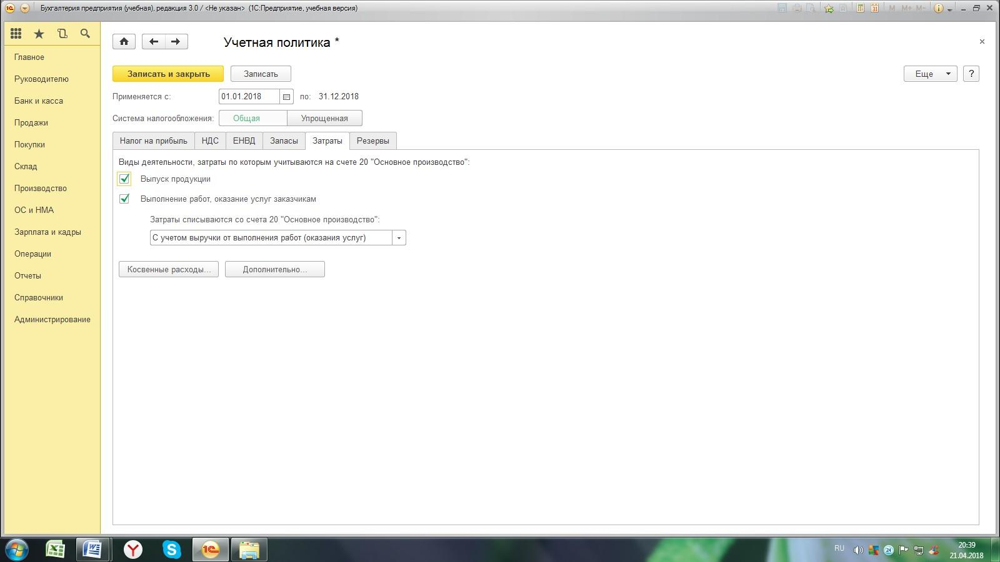 Бухгалтерия предприятия (учебная), редакция 3.0 / <Не указан> (1С:Предприятие, учебная версия)
M M+ M-
Главное
Руководителю
Банк и касса
Продажи
Покупки
Склад
Производство
ОС и НМА
Зарплата и кадры
Операции
Отчеты
Справочники
Администрирование
Учетная политика *
Записать и закрыть Записать Еще ?
Применяется с: 01.01.2018 по: 31.12.2018
Система налогообложения: Общая Упрощенная
Налог на прибыль НДС ЕНВД Запасы Затраты Резервы
Виды деятельности, затраты по которым учитываются на счете 20 "Основное производство":
Выпуск продукции
Выполнение работ, оказание услуг заказчикам
Затраты списываются со счета 20 "Основное производство":
С учетом выручки от выполнения работ (оказания услуг)
Косвенные расходы... Дополнительно...
RU 24 20:39
21.04.2018